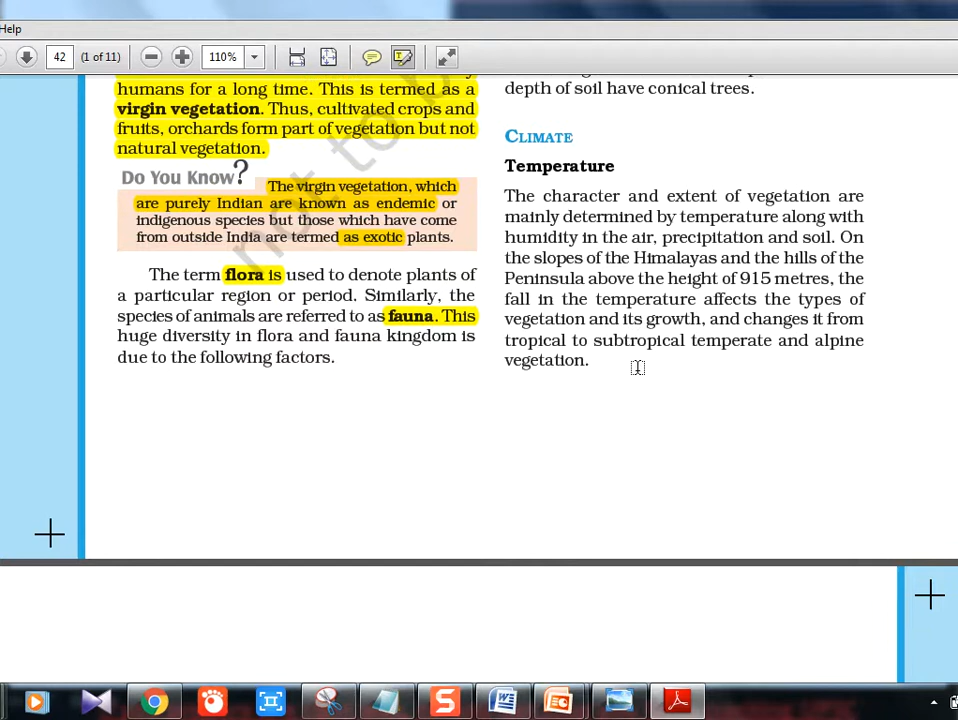 Help
42 (1 of 11) 110%
humans for a long time. This is termed as a
virgin vegetation. Thus, cultivated crops and
fruits, orchards form part of vegetation but not
natural vegetation.
Do You Know?
The virgin vegetation, which
are purely Indian are known as endemic or
indigenous species but those which have come
from outside India are termed as exotic plants.
The term flora is used to denote plants of
a particular region or period. Similarly, the
species of animals are referred to as fauna. This
huge diversity in flora and fauna kingdom is
due to the following factors.
depth of soil have conical trees.
CLIMATE
Temperature
The character and extent of vegetation are
mainly determined by temperature along with
humidity in the air, precipitation and soil. On
the slopes of the Himalayas and the hills of the
Peninsula above the height of 915 metres, the
fall in the temperature affects the types of
vegetation and its growth, and changes it from
tropical to subtropical temperate and alpine
vegetation.
not to b